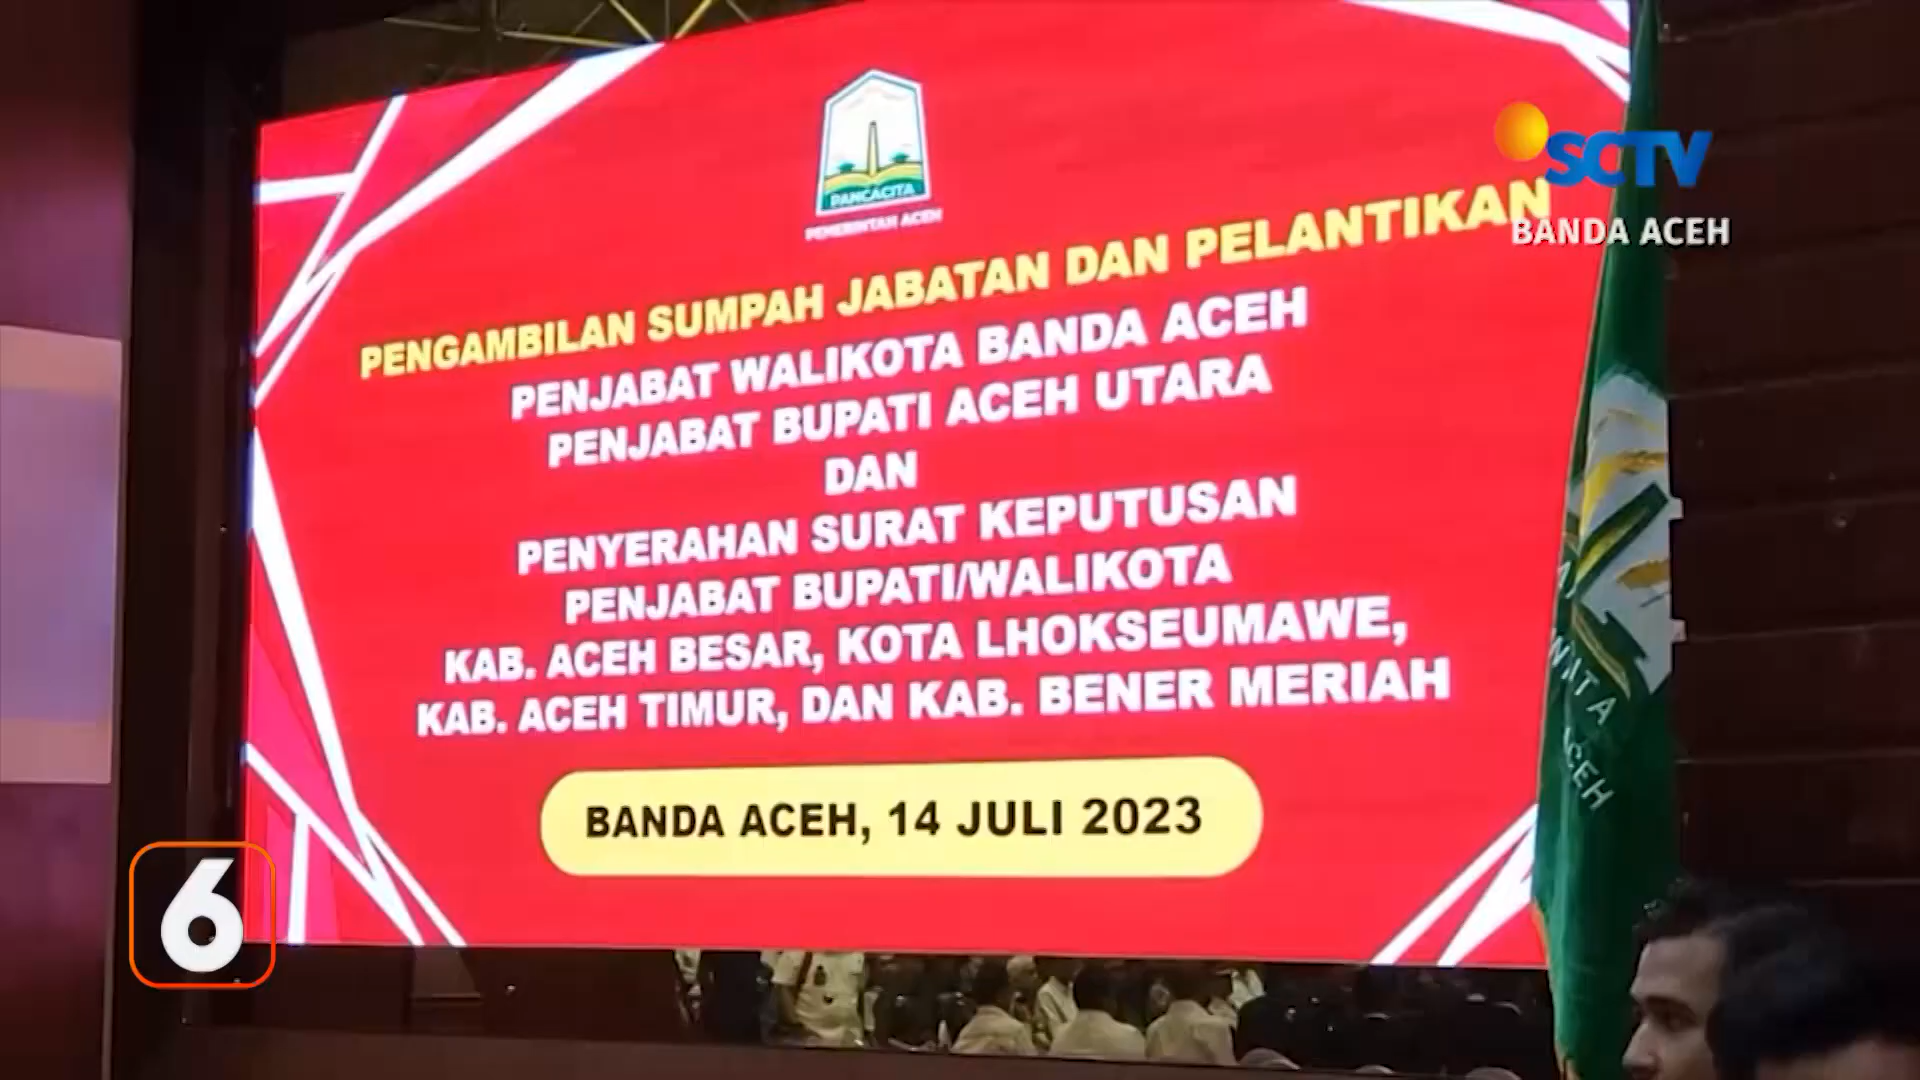 PANCACITA
PEMERINTAH ACEH
SCTV
BANDA ACEH
PENGAMBILAN SUMPAH JABATAN DAN PELANTIKAN
PENJABAT WALIKOTA BANDA ACEH
PENJABAT BUPATI ACEH UTARA
DAN
PENYERAHAN SURAT KEPUTUSAN
PENJABAT BUPATI/WALIKOTA
KAB. ACEH BESAR, KOTA LHOKSEUMAWE,
KAB. ACEH TIMUR, DAN KAB. BENER MERIAH
BANDA ACEH, 14 JULI 2023
ACEH
6